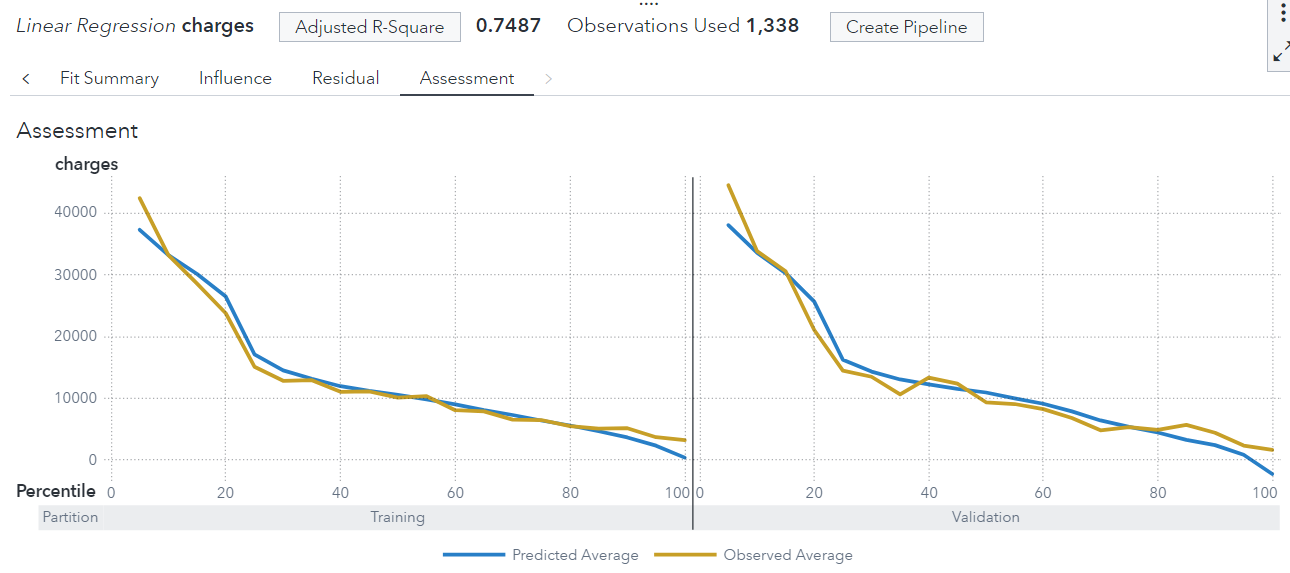 Linear Regression charges Adjusted R-Square 0.7487 Observations Used 1,338 Create Pipeline
Fit Summary Influence Residual Assessment
Assessment
charges
40000
30000
20000
10000
0
Percentile 0 20 40 60 80 100 0 20 40 60 80 100
Partition Training Validation
Predicted Average Observed Average